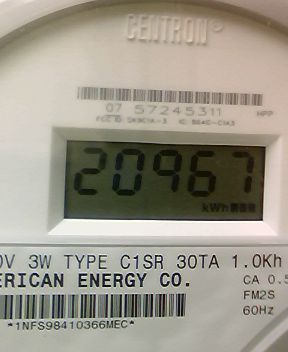 CENTRON®
07 57245311
HPP
20967
kWh
0V 3W TYPE C1SR 30TA 1.0Kh
ERICAN ENERGY CO. CA 0.5
FM2S
*1NFS98410366MEC* 60Hz